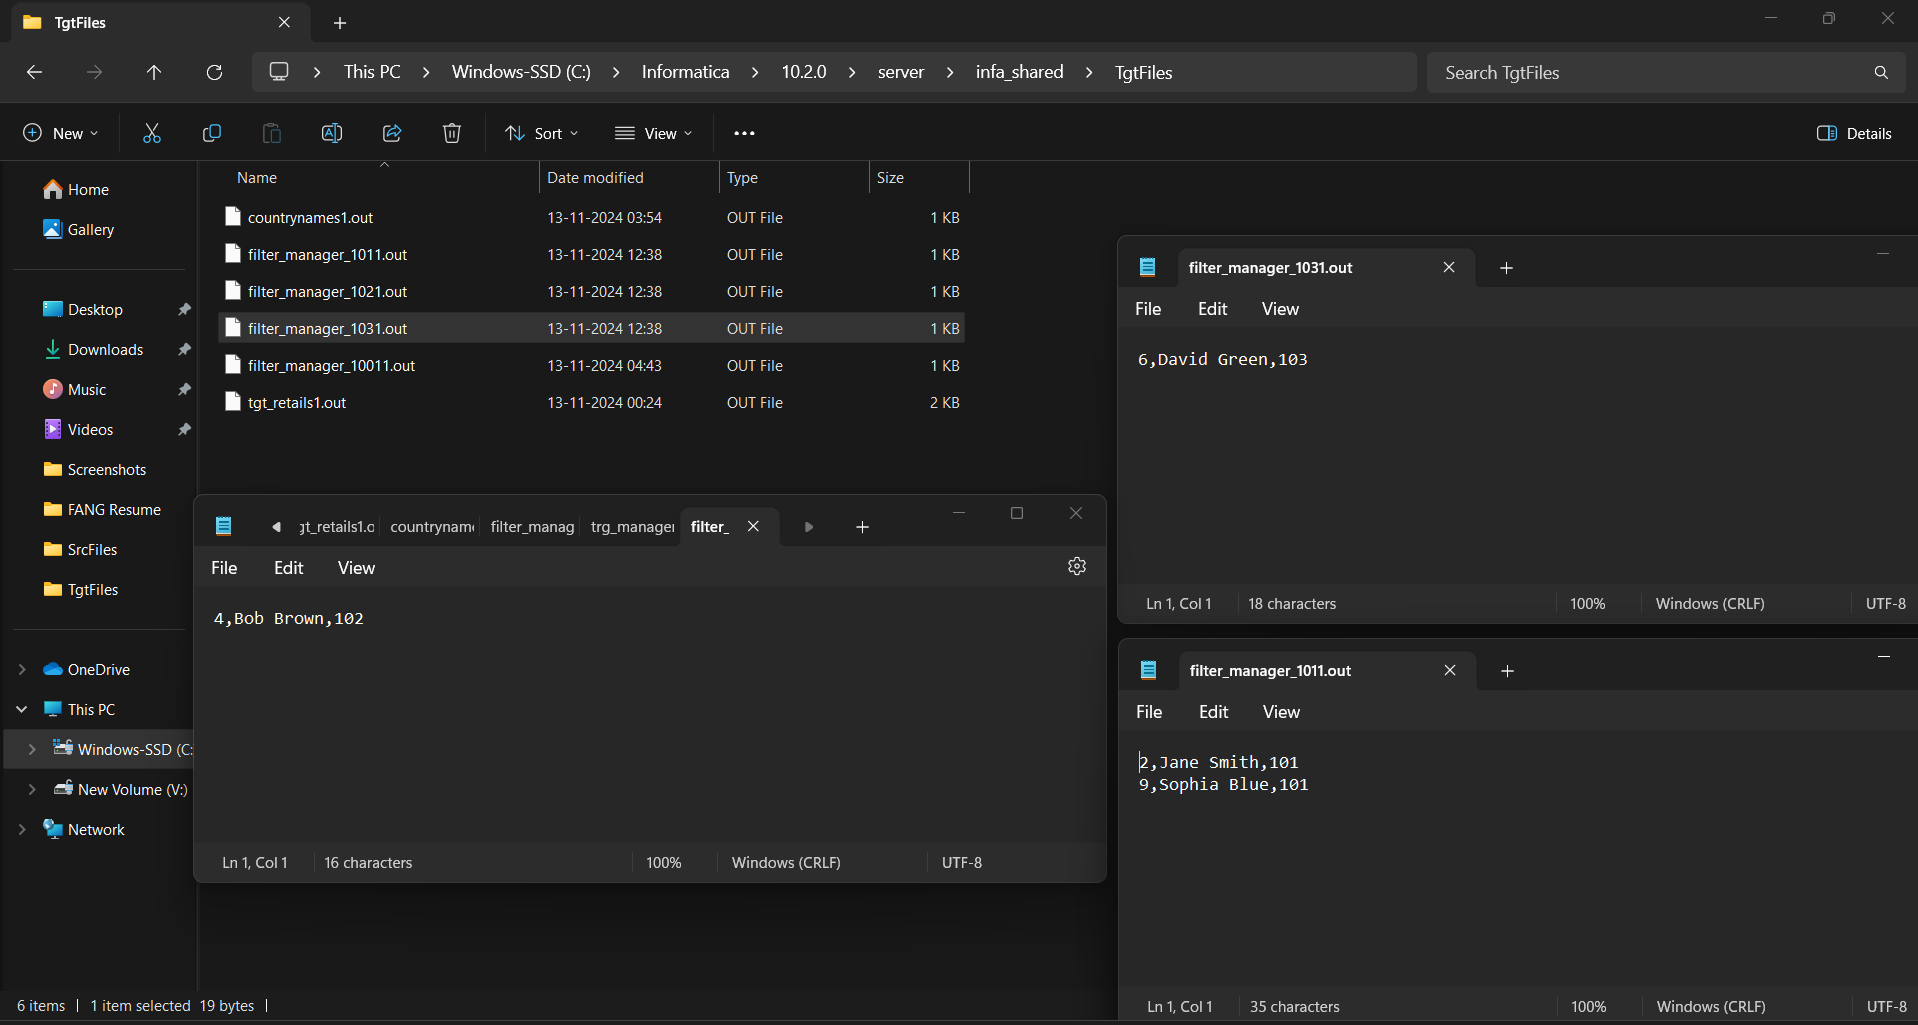 TgtFiles
This PC
Windows-SSD (C:)
Informatica
10.2.0
server
infa_shared
TgtFiles
Search TgtFiles
New
Sort
View
Details
Name Date modified Type Size
countrynames1.out 13-11-2024 03:54 OUT File 1 KB
filter_manager_1011.out 13-11-2024 12:38 OUT File 1 KB
filter_manager_1021.out 13-11-2024 12:38 OUT File 1 KB
filter_manager_1031.out 13-11-2024 12:38 OUT File 1 KB
filter_manager_10011.out 13-11-2024 04:43 OUT File 1 KB
tgt_retails1.out 13-11-2024 00:24 OUT File 2 KB
Home
Gallery
Desktop
Downloads
Music
Videos
Screenshots
FANG Resume
SrcFiles
TgtFiles
OneDrive
This PC
Windows-SSD (C:
New Volume (V:)
Network
6 items 1 item selected 19 bytes
gt_retails1.o countrynam filter_manag trg_manager filter_
File Edit View
4,Bob Brown,102
Ln 1, Col 1 16 characters 100% Windows (CRLF) UTF-8
filter_manager_1031.out
File Edit View
6,David Green,103
Ln 1, Col 1 18 characters 100% Windows (CRLF) UTF-8
filter_manager_1011.out
File Edit View
2,Jane Smith,101
9,Sophia Blue,101
Ln 1, Col 1 35 characters 100% Windows (CRLF) UTF-8